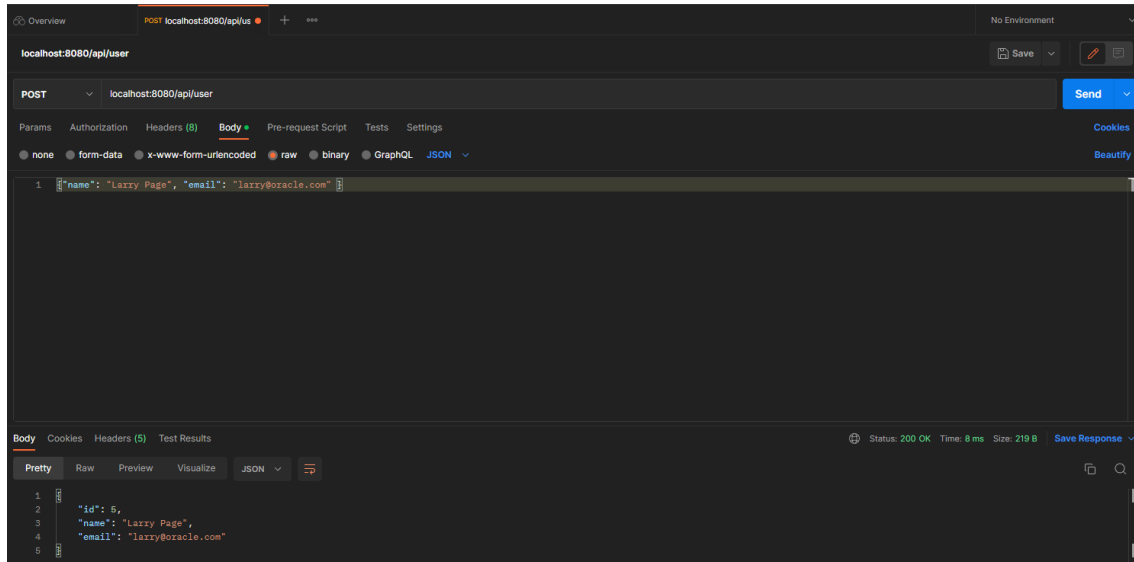 Overview POST localhost:8080/api/us + ooo No Environment
localhost:8080/api/user Save
POST localhost:8080/api/user Send
Params Authorization Headers (8) Body Pre-request Script Tests Settings Cookies
none form-data x-www-form-urlencoded raw binary GraphQL JSON Beautify
1 {"name": "Larry Page", "email": "larry@oracle.com" }
Body Cookies Headers (5) Test Results Status: 200 OK Time: 8 ms Size: 219 B Save Response
Pretty Raw Preview Visualize JSON
1 {
2 "id": 5,
3 "name": "Larry Page",
4 "email": "larry@oracle.com"
5 }